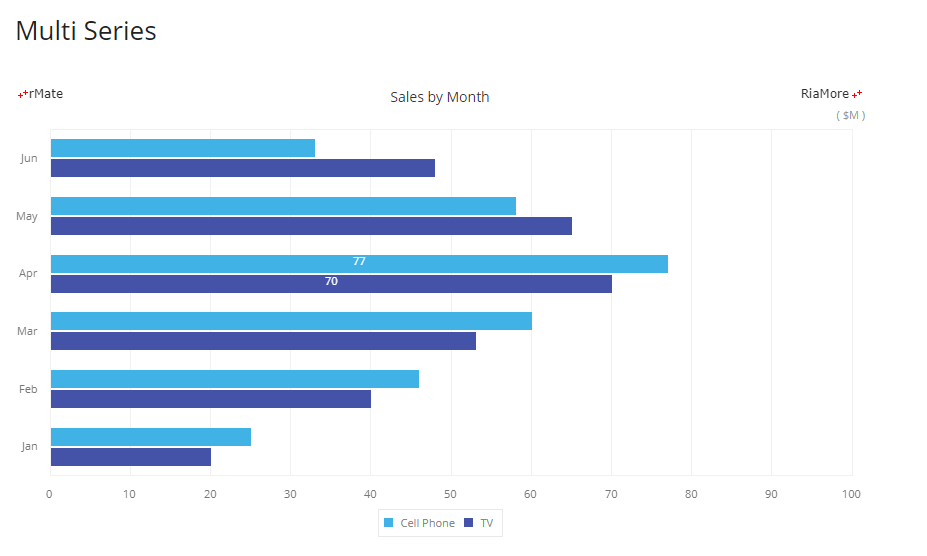 Multi Series
rMate
Sales by Month
RiaMore
( $M )
Jun
May
77
Apr
70
Mar
Feb
Jan
0 10 20 30 40 50 60 70 80 90 100
Cell Phone TV